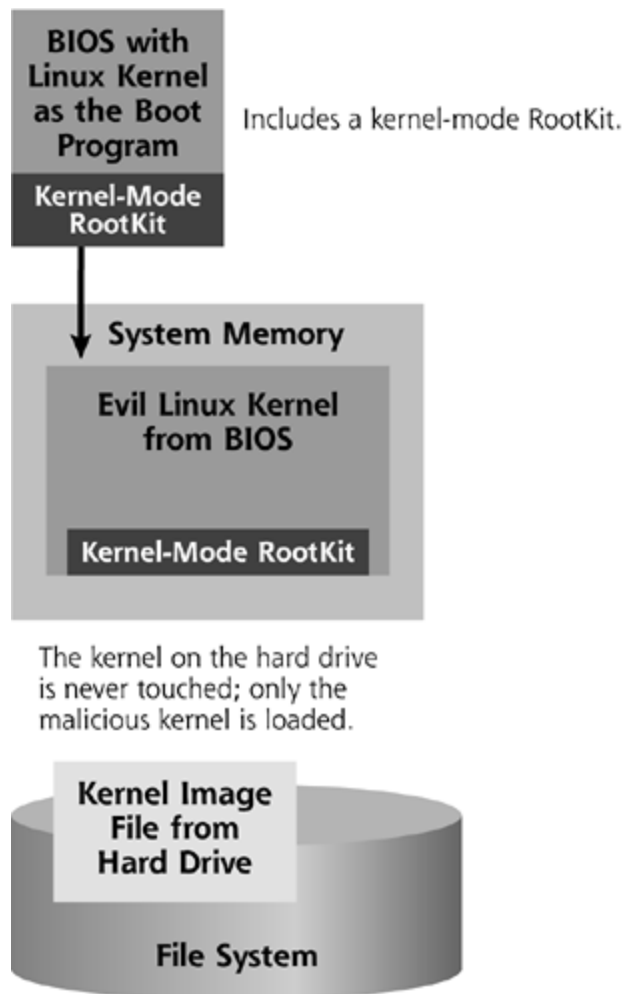 BIOS with
Linux Kernel
as the Boot
Program
Includes a kernel-mode RootKit.
Kernel-Mode
RootKit
System Memory
Evil Linux Kernel
from BIOS
Kernel-Mode RootKit
The kernel on the hard drive
is never touched; only the
malicious kernel is loaded.
Kernel Image
File from
Hard Drive
File System